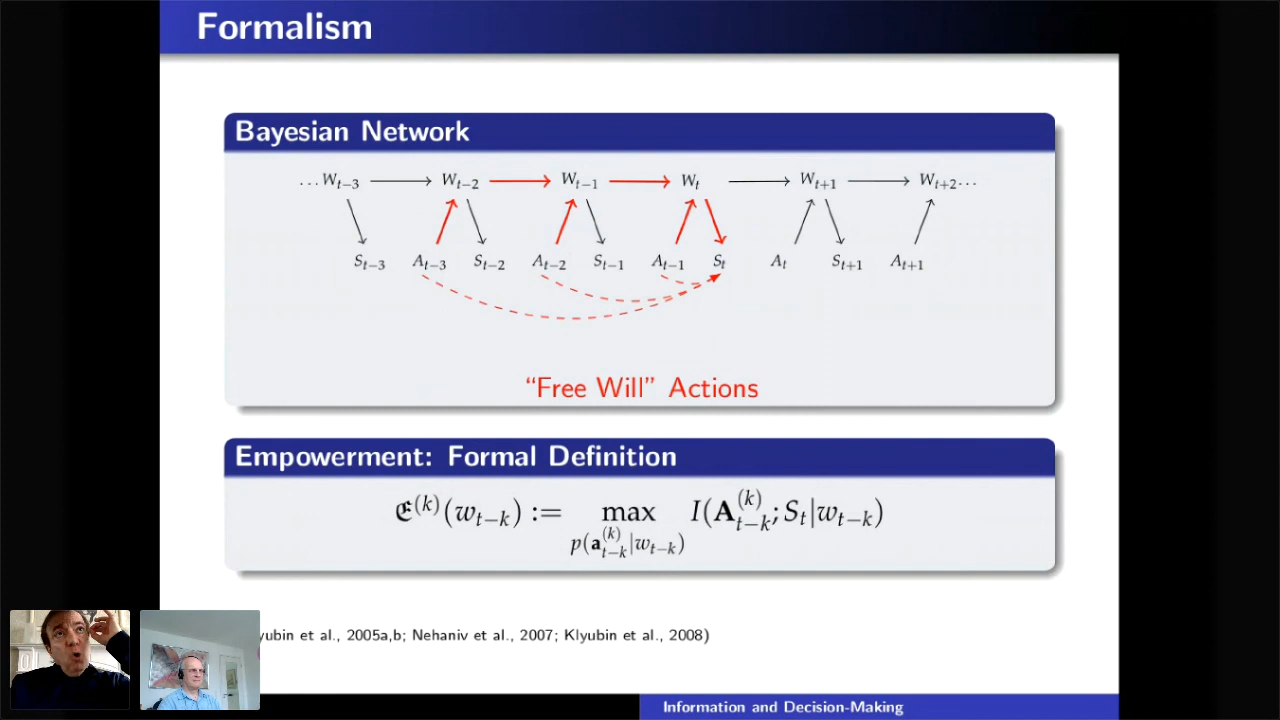 Formalism
Bayesian Network
... W_{t−3} W_{t−2} W_{t−1} W_t W_{t+1} W_{t+2} ...
S_{t−3} A_{t−3} S_{t−2} A_{t−2} S_{t−1} A_{t−1} S_t A_t S_{t+1} A_{t+1}
“Free Will” Actions
Empowerment: Formal Definition
𝕰^{(k)}(w_{t−k}) := max_{p(𝐚^{(k)}_{t−k}|w_{t−k})} I(𝐀^{(k)}_{t−k}; S_t|w_{t−k})
yubin et al., 2005a,b; Nehaniv et al., 2007; Klyubin et al., 2008)
Information and Decision-Making